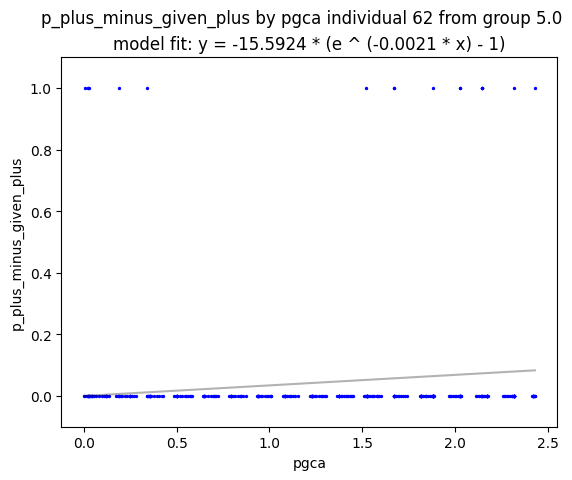 p_plus_minus_given_plus by pgca individual 62 from group 5.0
model fit: y = -15.5924 * (e ^ (-0.0021 * x) - 1)
1.0
0.8
0.6
0.4
0.2
0.0
p_plus_minus_given_plus
0.0 0.5 1.0 1.5 2.0 2.5
pgca